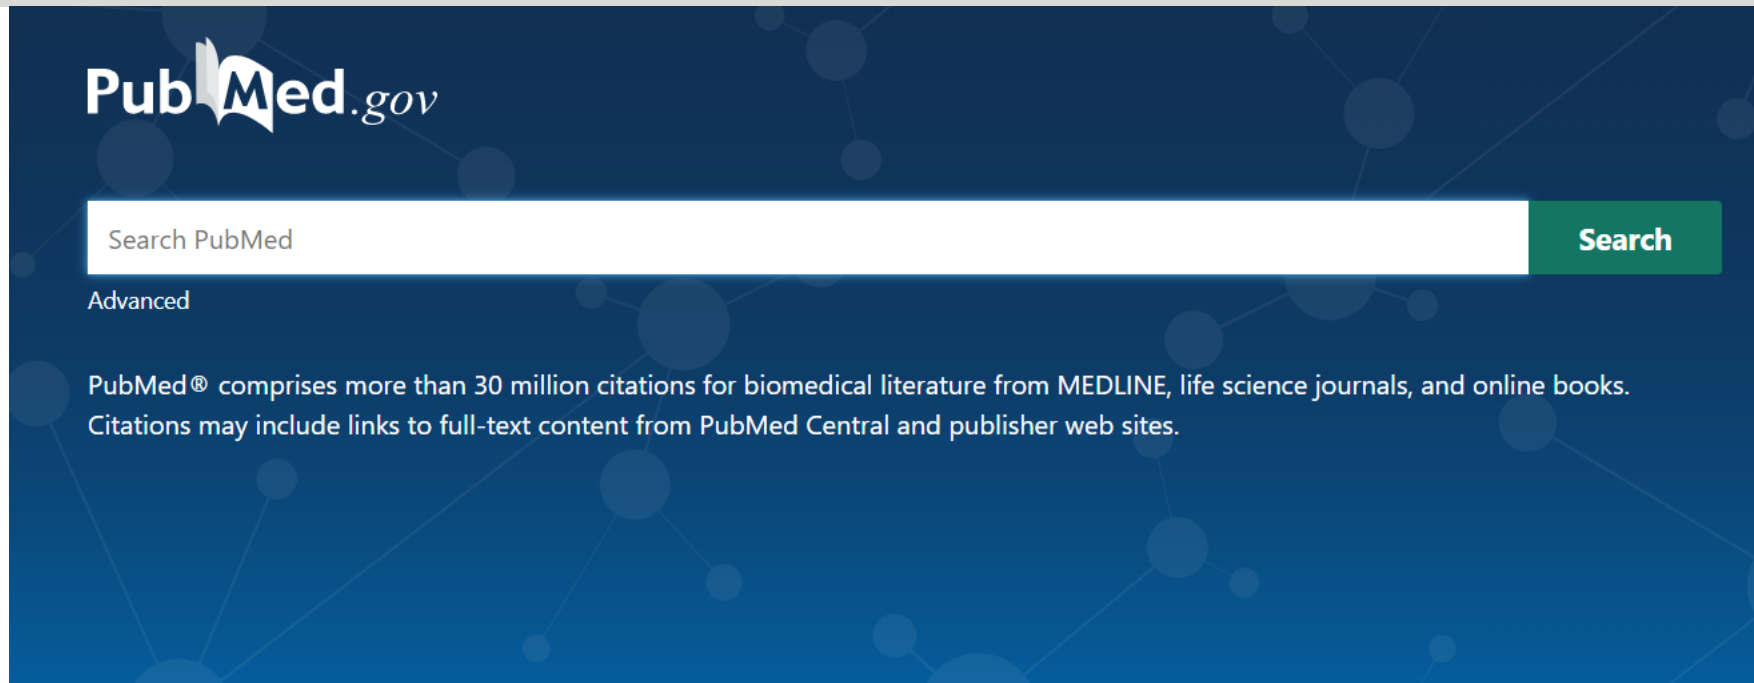 PubMed.gov
Search PubMed
Search
Advanced
PubMed® comprises more than 30 million citations for biomedical literature from MEDLINE, life science journals, and online books.
Citations may include links to full-text content from PubMed Central and publisher web sites.